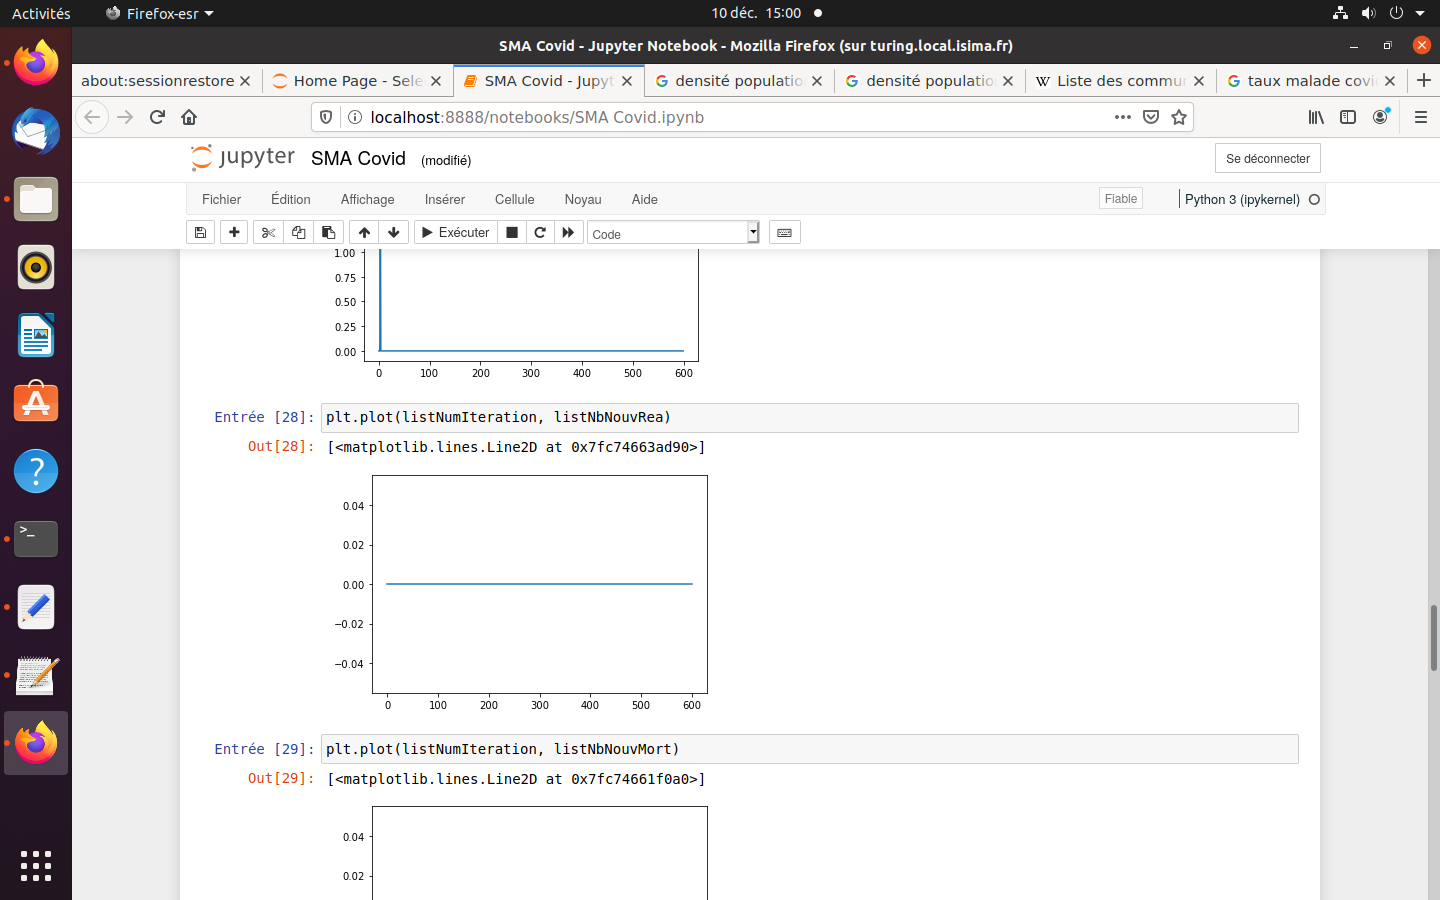 Activités Firefox-esr 10 déc. 15:00
SMA Covid - Jupyter Notebook - Mozilla Firefox (sur turing.local.isima.fr)
about:sessionrestore Home Page - Sele SMA Covid - Jupyt densité populatio densité populatio Liste des commu taux malade covi
localhost:8888/notebooks/SMA Covid.ipynb
jupyter SMA Covid (modifié) Se déconnecter
Fichier Édition Affichage Insérer Cellule Noyau Aide Fiable Python 3 (ipykernel)
Exécuter Code
1.00
0.75
0.50
0.25
0.00
0 100 200 300 400 500 600
Entrée [28]: plt.plot(listNumIteration, listNbNouvRea)
Out[28]: [<matplotlib.lines.Line2D at 0x7fc74663ad90>]
0.04
0.02
0.00
−0.02
−0.04
0 100 200 300 400 500 600
Entrée [29]: plt.plot(listNumIteration, listNbNouvMort)
Out[29]: [<matplotlib.lines.Line2D at 0x7fc74661f0a0>]
0.04
0.02